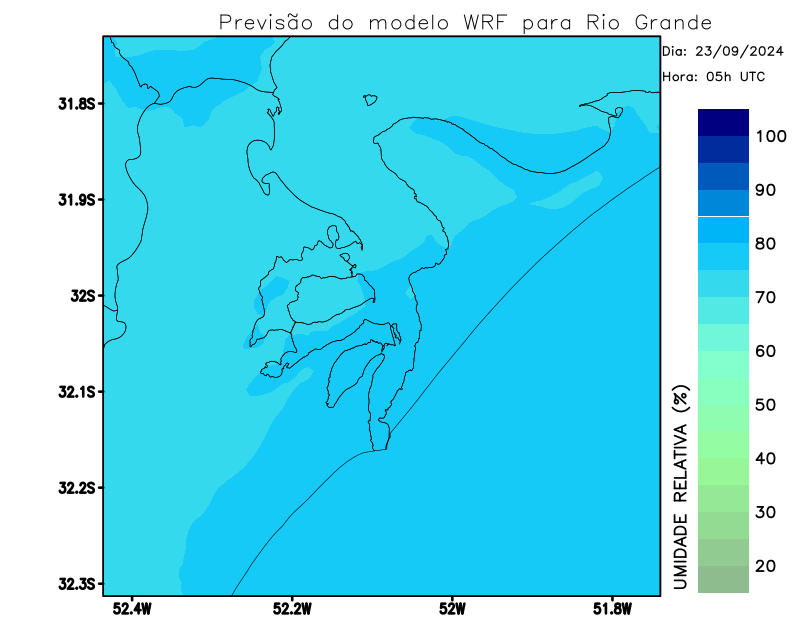 Previsão do modelo WRF para Rio Grande
Dia: 23/09/2024
Hora: 05h UTC
31.8S
31.9S
32S
32.1S
32.2S
32.3S
52.4W
52.2W
52W
51.8W
UMIDADE RELATIVA (%)
100
90
80
70
60
50
40
30
20